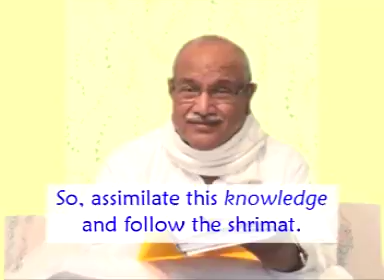 So, assimilate this knowledge
and follow the shrimat.